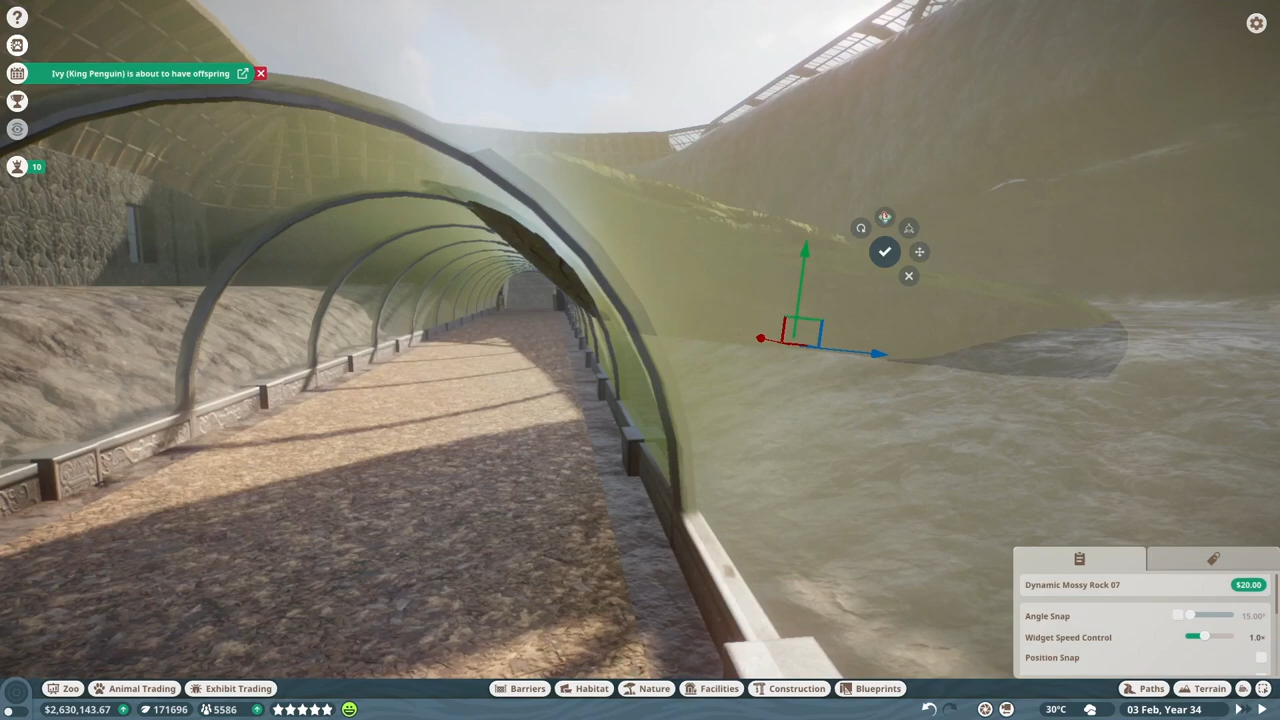 ?
Ivy (King Penguin) is about to have offspring
10
Dynamic Mossy Rock 07 $20.00
Angle Snap 15.00°
Widget Speed Control 1.0×
Position Snap
Zoo Animal Trading Exhibit Trading Barriers Habitat Nature Facilities Construction Blueprints Paths Terrain
$2,630,143.67 171696 5586 30°C 03 Feb, Year 34